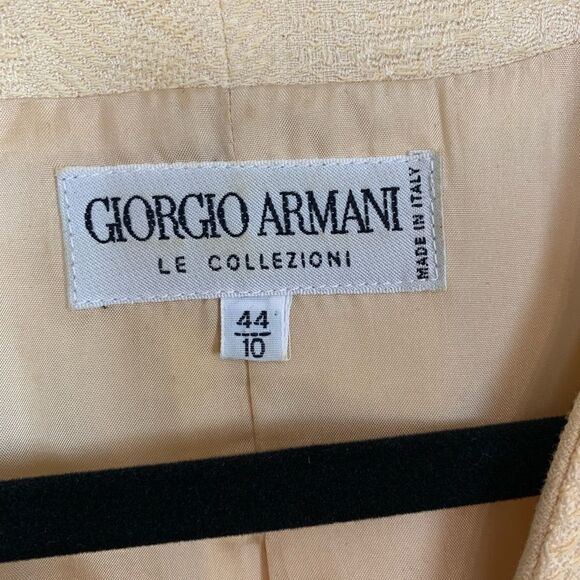 GIORGIO ARMANI
LE COLLEZIONI
MADE IN ITALY
44
10